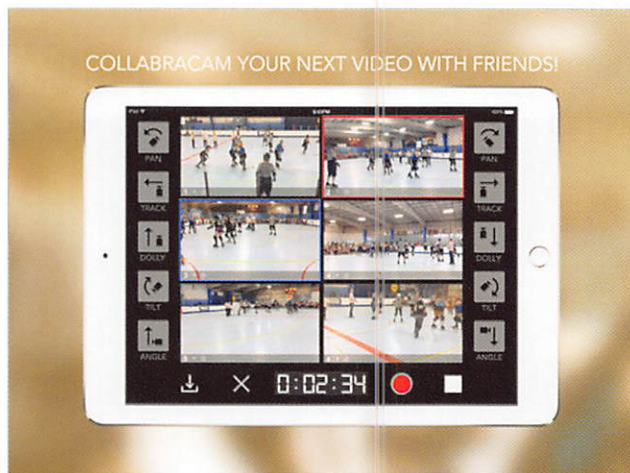 COLLABRACAM YOUR NEXT VIDEO WITH FRIENDS!
PAN
PAN
TRACK
TRACK
DOLLY
DOLLY
TILT
TILT
ANGLE
ANGLE
0:02:34